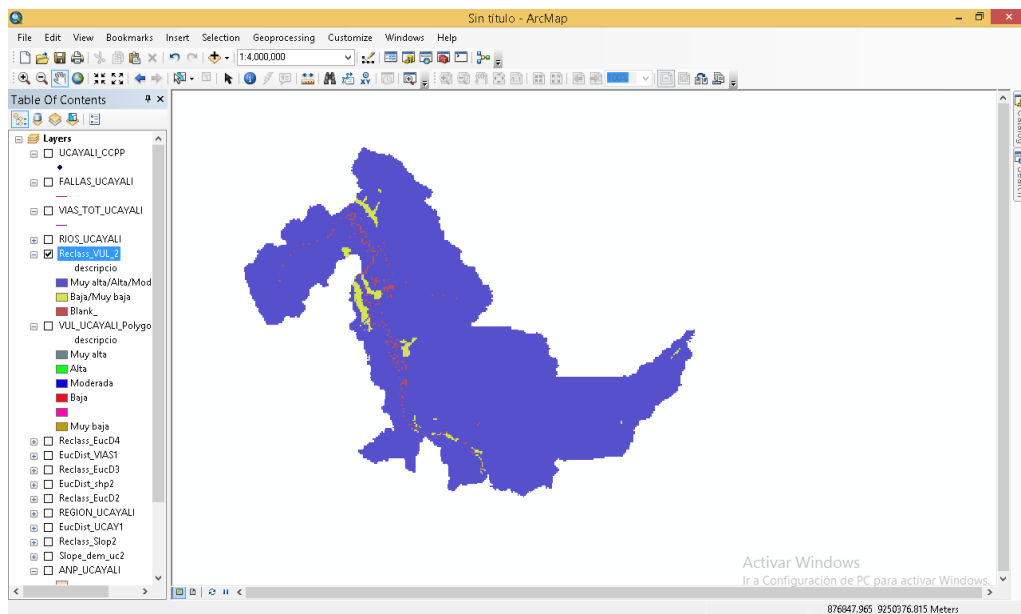 Sin título - ArcMap
File Edit View Bookmarks Insert Selection Geoprocessing Customize Windows Help
1:4,000,000
Table Of Contents
Layers
UCAYALI_CCPP
FALLAS_UCAYALI
VIAS_TOT_UCAYALI
RIOS_UCAYALI
Reclass_VUL_2
descripcio
Muy alta/Alta/Mod
Baja/Muy baja
Blank_
VUL_UCAYALI_Polygo
descripcio
Muy alta
Alta
Moderada
Baja
Muy baja
Reclass_EucD4
EucDist_VIAS1
Reclass_EucD3
EucDist_shp2
Reclass_EucD2
REGION_UCAYALI
EucDist_UCAY1
Reclass_Slop2
Slope_dem_uc2
ANP_UCAYALI
Activar Windows
Ir a Configuración de PC para activar Windows.
876847.965 9250376.815 Meters